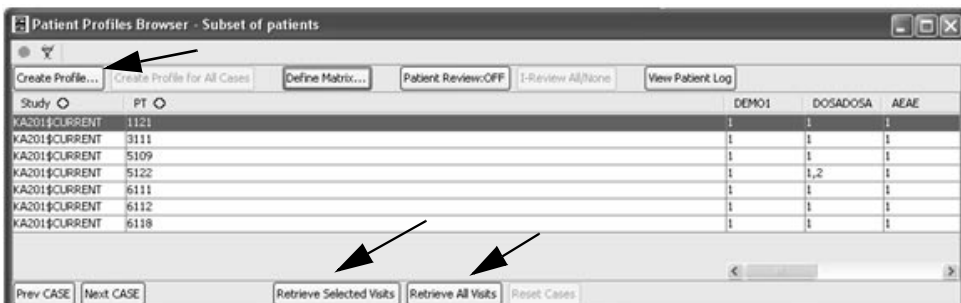 Patient Profiles Browser - Subset of patients
Create Profile... Create Profile for All Cases Define Matrix... Patient Review:OFF I-Review All/None View Patient Log
Study PT DEMO1 DOSADOSA AEAE
KA201$CURRENT 1121 1 1 1
KA201$CURRENT 3111 1 1 1
KA201$CURRENT 5109 1 1 1
KA201$CURRENT 5122 1 1,2 1
KA201$CURRENT 6111 1 1 1
KA201$CURRENT 6112 1 1 1
KA201$CURRENT 6118 1 1 1
Prev CASE Next CASE Retrieve Selected Visits Retrieve All Visits Reset Cases